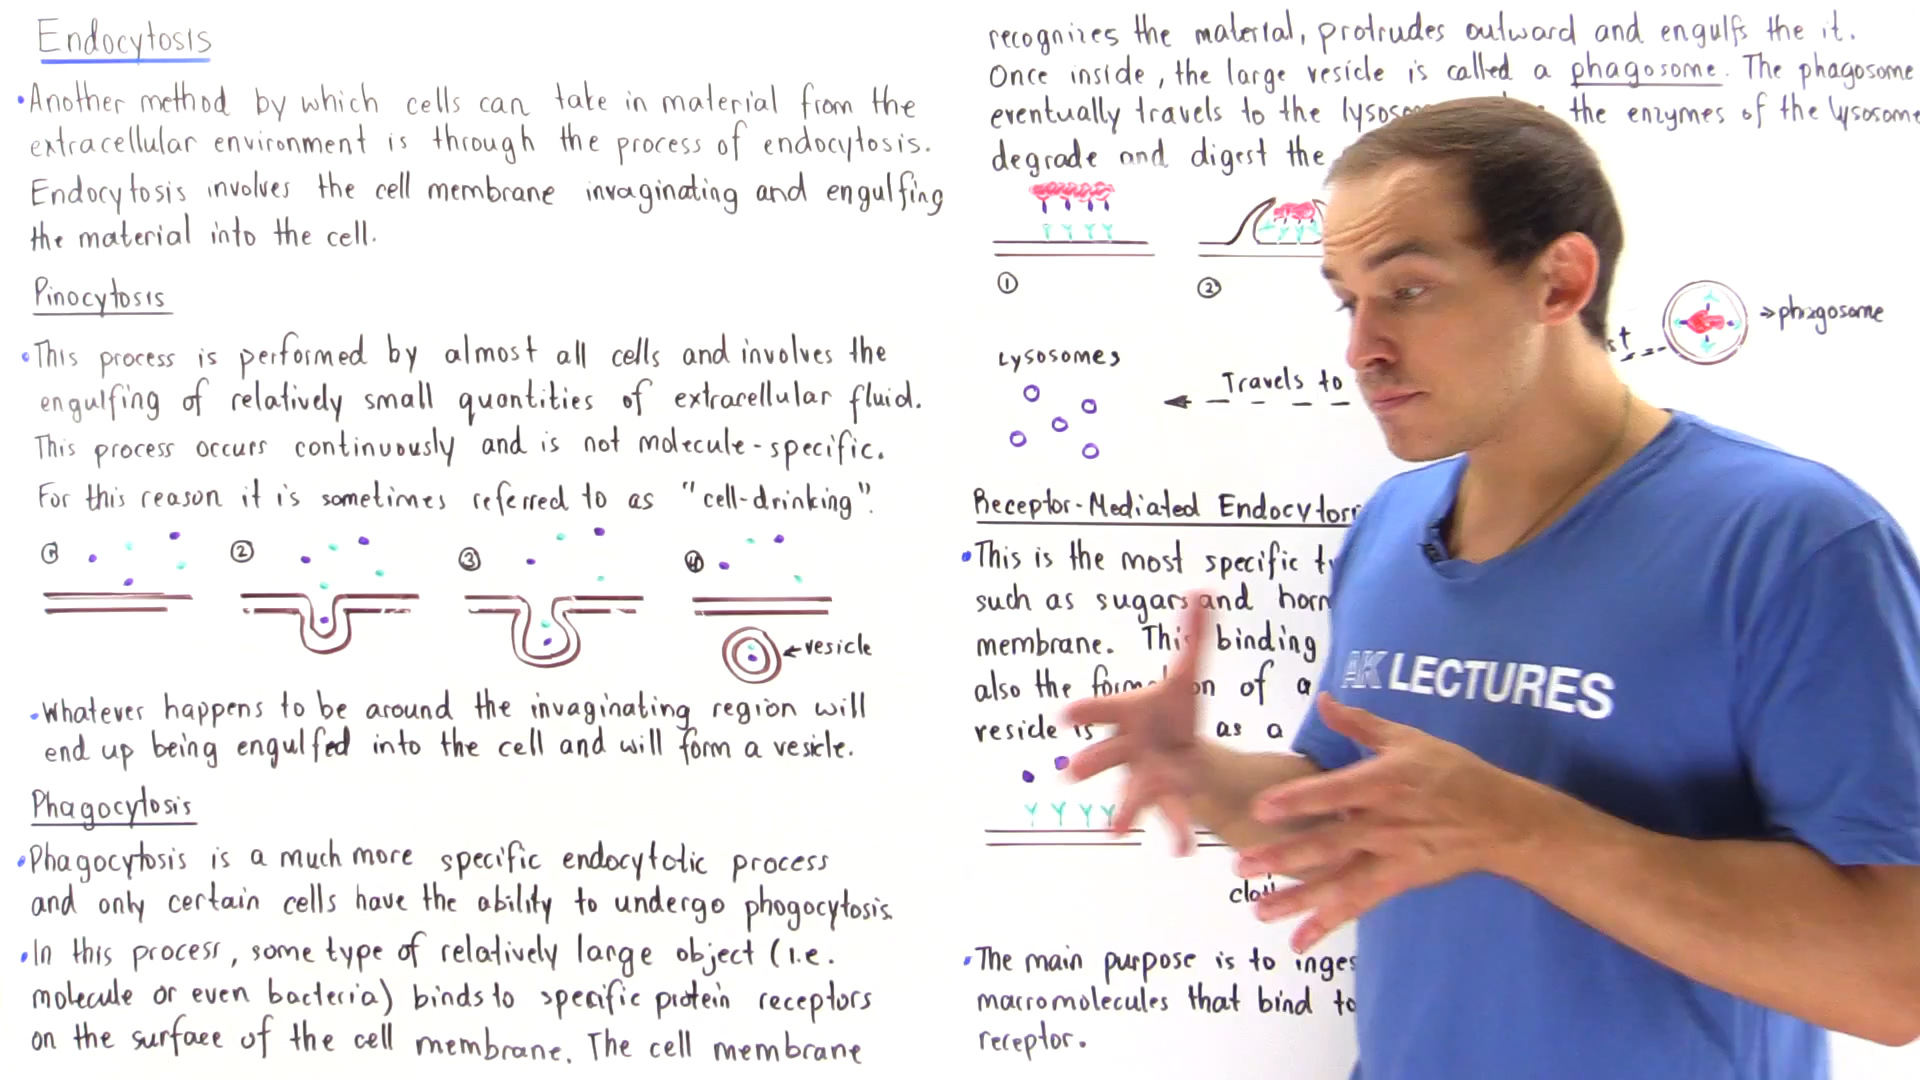 Endocytosis
•Another method by which cells can take in material from the
extracellular environment is through the process of endocytosis.
Endocytosis involves the cell membrane invaginating and engulfing
the material into the cell.
Pinocytosis
•This process is performed by almost all cells and involves the
engulfing of relatively small quantities of extracellular fluid.
This process occurs continuously and is not molecule-specific.
For this reason it is sometimes referred to as "cell-drinking".
① ② ③ ④
←vesicle
•Whatever happens to be around the invaginating region will
end up being engulfed into the cell and will form a vesicle.
Phagocytosis
•Phagocytosis is a much more specific endocytotic process
and only certain cells have the ability to undergo phogocytosis.
•In this process, some type of relatively large object (i.e.
molecule or even bacteria) binds to specific protein receptors
on the surface of the cell membrane. The cell membrane
recognizes the material, protrudes outward and engulfs the it.
Once inside, the large vesicle is called a phagosome. The phagosome
eventually travels to the the enzymes of the lysosome
degrade and digest the
① ②
→phagosome
Lysosomes
Travels to
Receptor-Mediated
•This is the most specific
such as sugars and
membrane. This binding
also the of a
vesicle is as a
•The main purpose is to
macromolecules that bind to
receptor.
AK LECTURES